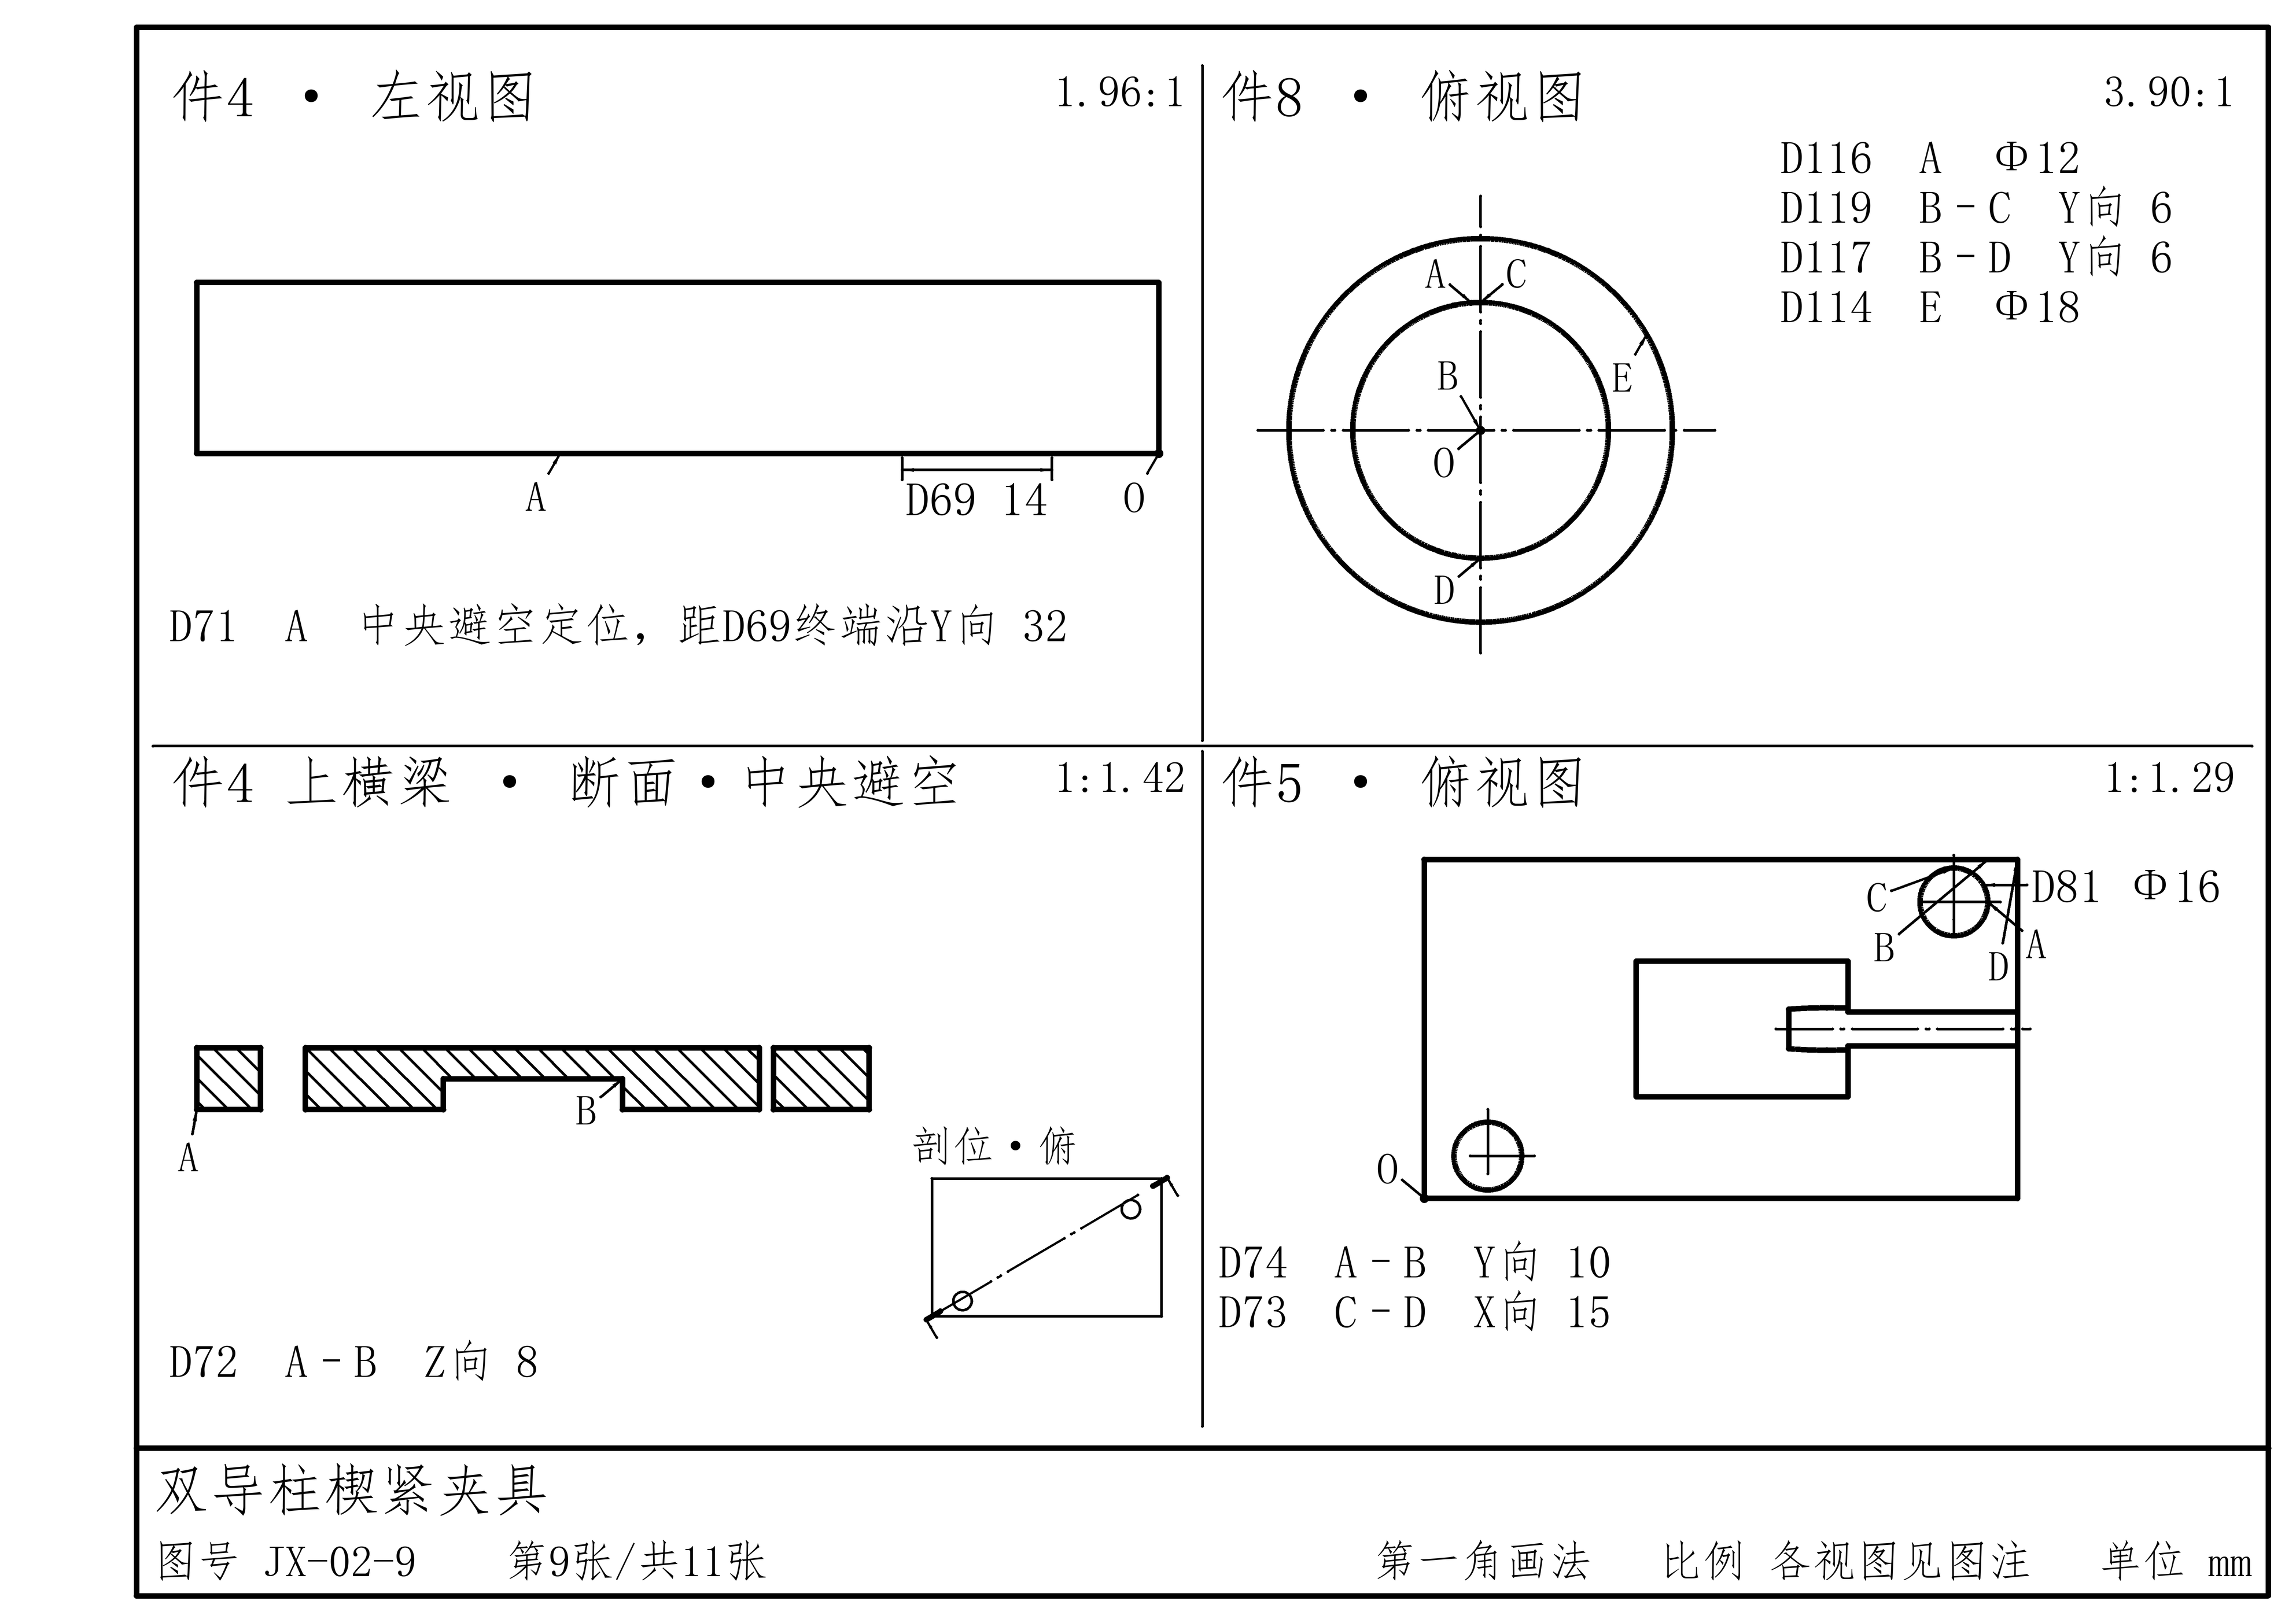 件4 · 左视图 1.96:1
A
D69 14
O
D71 A 中央避空定位，距D69终端沿Y向 32
件8 · 俯视图 3.90:1
D116 A Φ12
D119 B-C Y向 6
D117 B-D Y向 6
D114 E Φ18
A C
E
B
O
D
件4 上横梁 · 断面·中央避空 1:1.42
B
A
剖位·俯
D72 A-B Z向 8
件5 · 俯视图 1:1.29
D81 Φ16
C
B
A
D
O
D74 A-B Y向 10
D73 C-D X向 15
双导柱楔紧夹具
图号 JX-02-9 第9张/共11张 第一角画法 比例 各视图见图注 单位 mm